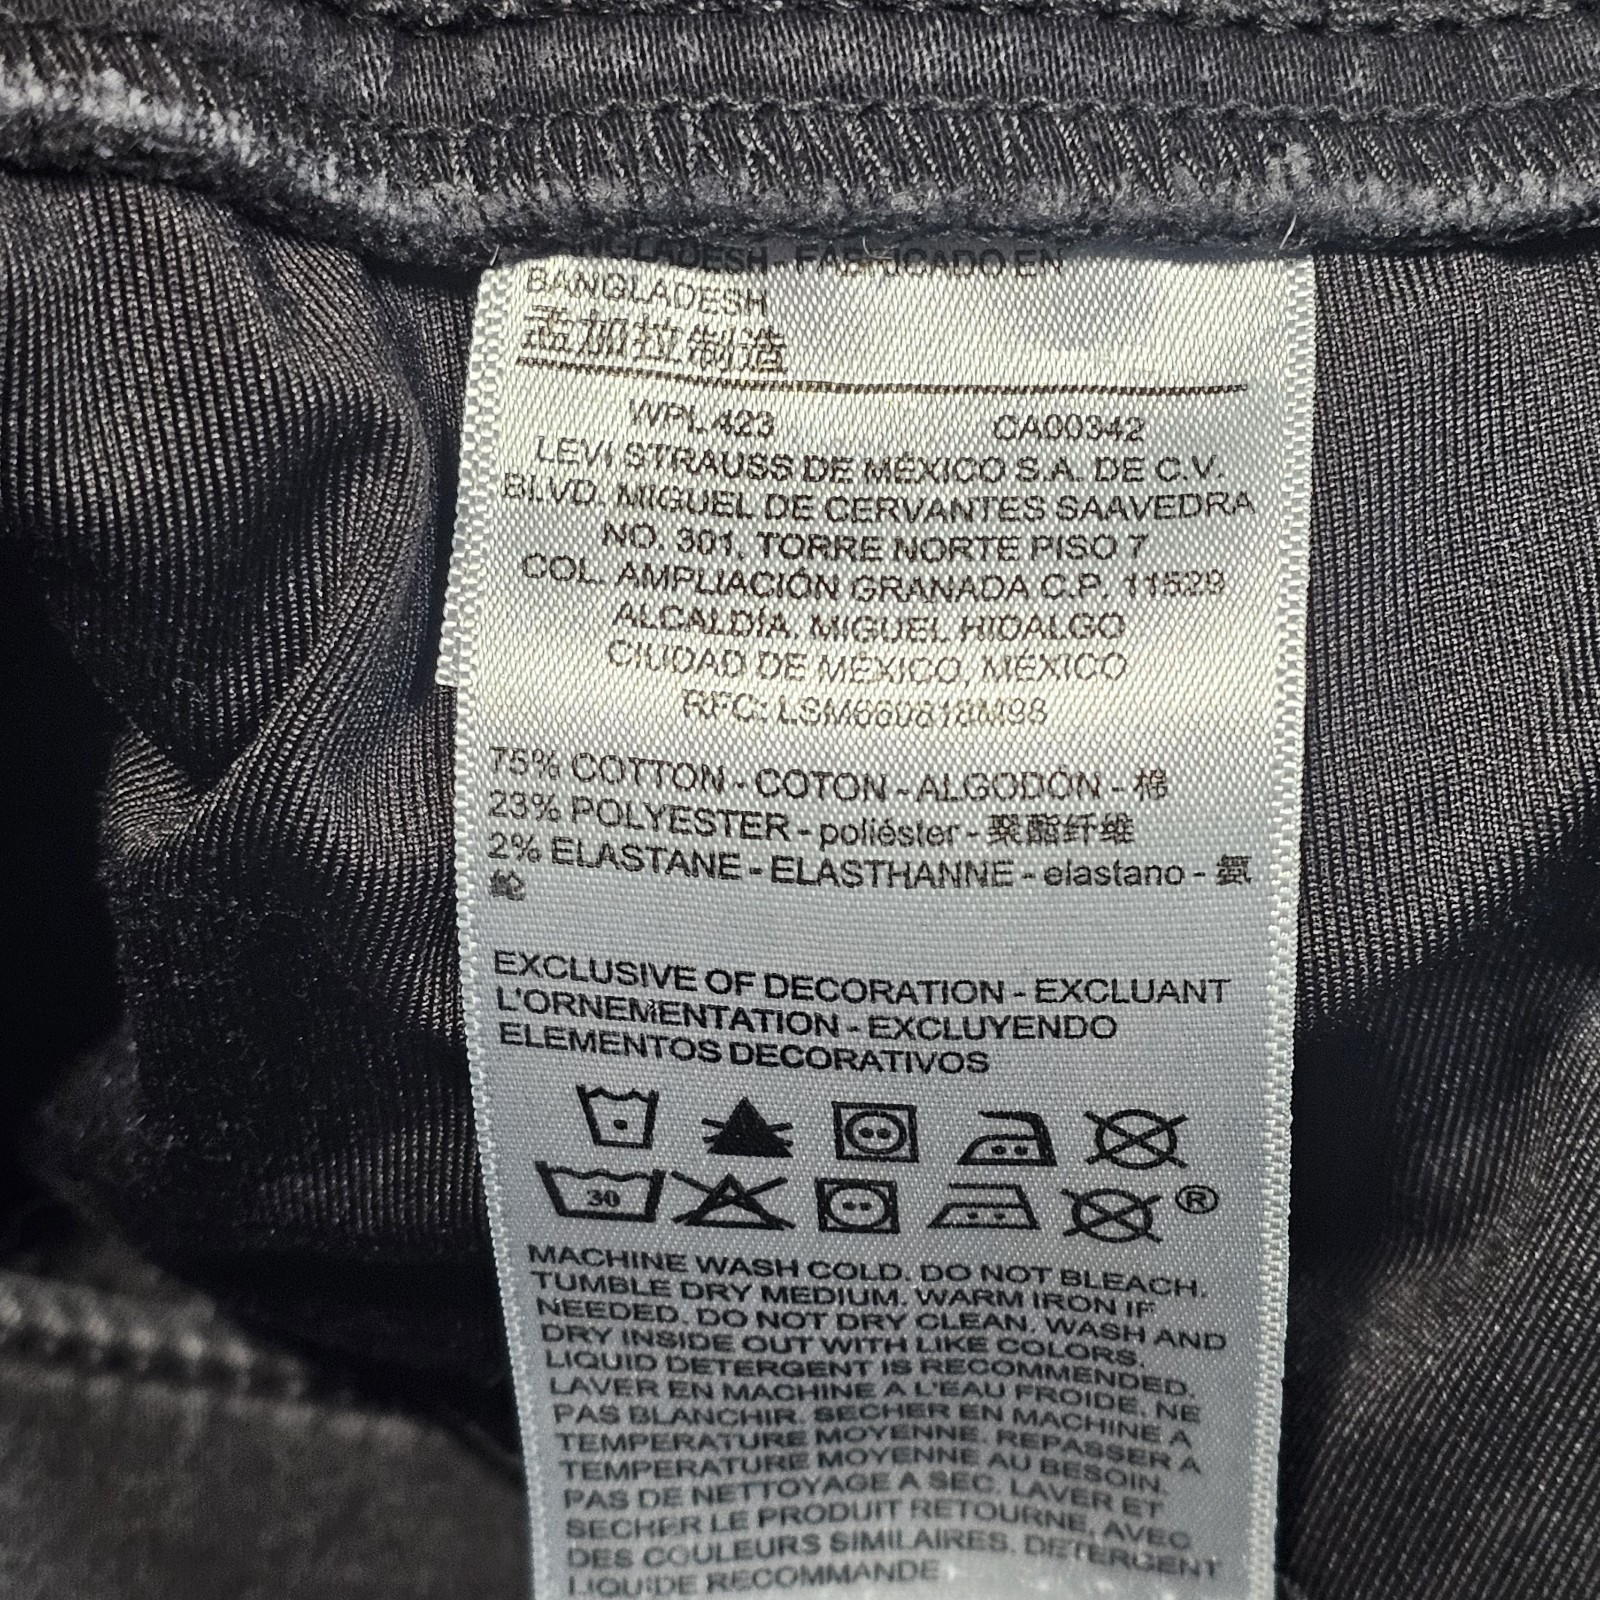 BANGLADESH - FABRICADO EN
BANGLADESH
孟加拉制造
WPL423 CA00342
LEVI STRAUSS DE MÉXICO S.A. DE C.V.
BLVD. MIGUEL DE CERVANTES SAAVEDRA
NO. 301, TORRE NORTE PISO 7
COL. AMPLIACIÓN GRANADA C.P. 11529
ALCALDÍA. MIGUEL HIDALGO
CIUDAD DE MÉXICO, MÉXICO
RFC: LSM660818M98
75% COTTON - COTON - ALGODÓN - 棉
23% POLYESTER - poliéster - 聚酯纤维
2% ELASTANE - ELASTHANNE - elastano - 氨
纶
EXCLUSIVE OF DECORATION - EXCLUANT
L'ORNEMENTATION - EXCLUYENDO
ELEMENTOS DECORATIVOS
30 ®
MACHINE WASH COLD. DO NOT BLEACH.
TUMBLE DRY MEDIUM. WARM IRON IF
NEEDED. DO NOT DRY CLEAN. WASH AND
DRY INSIDE OUT WITH LIKE COLORS.
LIQUID DETERGENT IS RECOMMENDED.
LAVER EN MACHINE A L'EAU FROIDE. NE
PAS BLANCHIR. SECHER EN MACHINE A
TEMPERATURE MOYENNE. REPASSER A
TEMPERATURE MOYENNE AU BESOIN.
PAS DE NETTOYAGE A SEC. LAVER ET
SECHER LE PRODUIT RETOURNE, AVEC
DES COULEURS SIMILAIRES. DETERGENT
LIQUIDE RECOMMANDE.